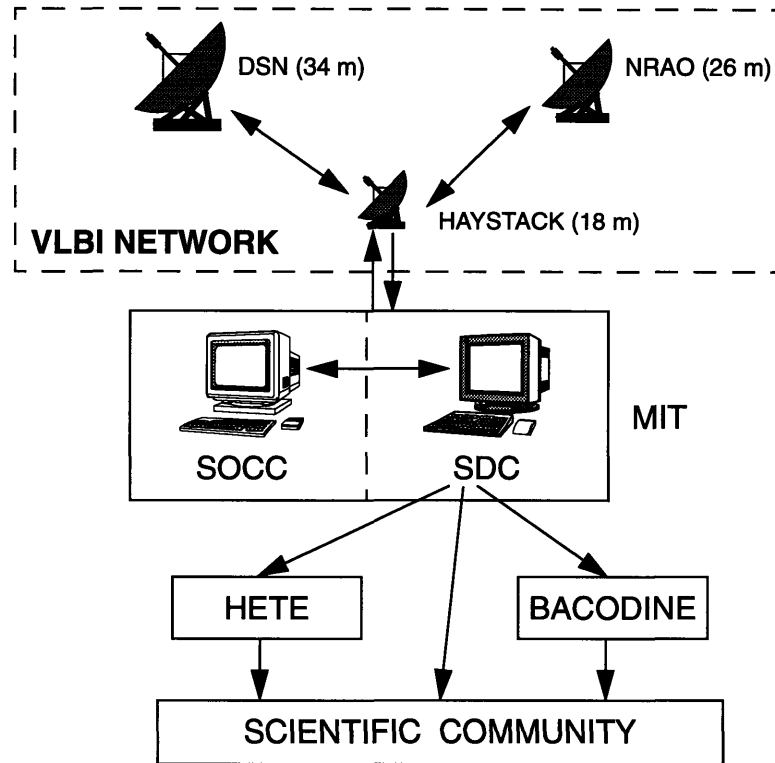 DSN (34 m)
NRAO (26 m)
HAYSTACK (18 m)
VLBI NETWORK
MIT
SOCC
SDC
HETE
BACODINE
SCIENTIFIC COMMUNITY